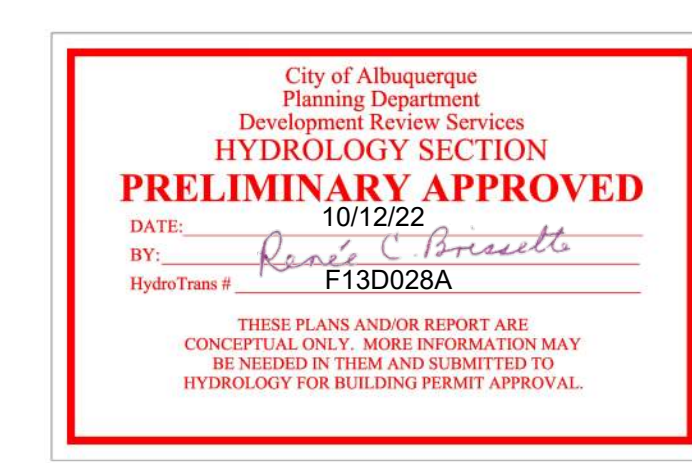 City of Albuquerque
Planning Department
Development Review Services
HYDROLOGY SECTION
PRELIMINARY APPROVED
DATE: 10/12/22
BY: Renée C. Brissette
HydroTrans # F13D028A
THESE PLANS AND/OR REPORT ARE
CONCEPTUAL ONLY. MORE INFORMATION MAY
BE NEEDED IN THEM AND SUBMITTED TO
HYDROLOGY FOR BUILDING PERMIT APPROVAL.